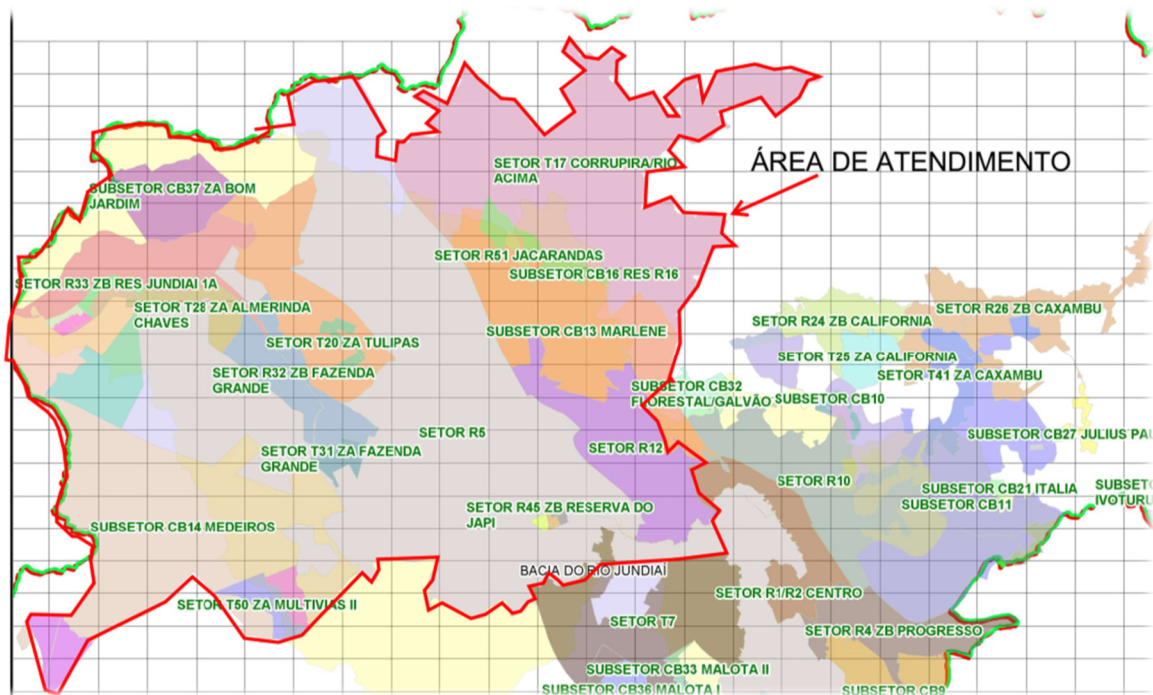 SETOR T17 CORRUPIRA/RIO
ACIMA
ÁREA DE ATENDIMENTO
SUBSETOR CB37 ZA BOM
JARDIM
SETOR R51 JACARANDAS
SUBSETOR CB16 RES R16
SETOR R33 ZB RES JUNDIAI 1A
SETOR T28 ZA ALMERINDA
CHAVES
SETOR R26 ZB CAXAMBU
SETOR R24 ZB CALIFORNIA
SUBSETOR CB13 MARLENE
SETOR T20 ZA TULIPAS
SETOR T25 ZA CALIFORNIA
SETOR R32 ZB FAZENDA
GRANDE
SETOR T41 ZA CAXAMBU
SUBSETOR CB32
FLORESTAL/GALVÃO
SUBSETOR CB10
SETOR R5
SUBSETOR CB27 JULIUS PAU
SETOR T31 ZA FAZENDA
GRANDE
SETOR R12
SETOR R10
SUBSETOR CB21 ITALIA
SUBSETOR CB11
SETOR R45 ZB RESERVA DO
JAPI
SUBSETOR CB14 MEDEIROS
BACIA DO RIO JUNDIAÍ
SETOR R1/R2 CENTRO
SETOR T50 ZA MULTIVIAS II
SETOR T7
SETOR R4 ZB PROGRESSO
SUBSETOR CB33 MALOTA II
SUBSETOR CB36 MALOTA I
SUBSETOR CB9